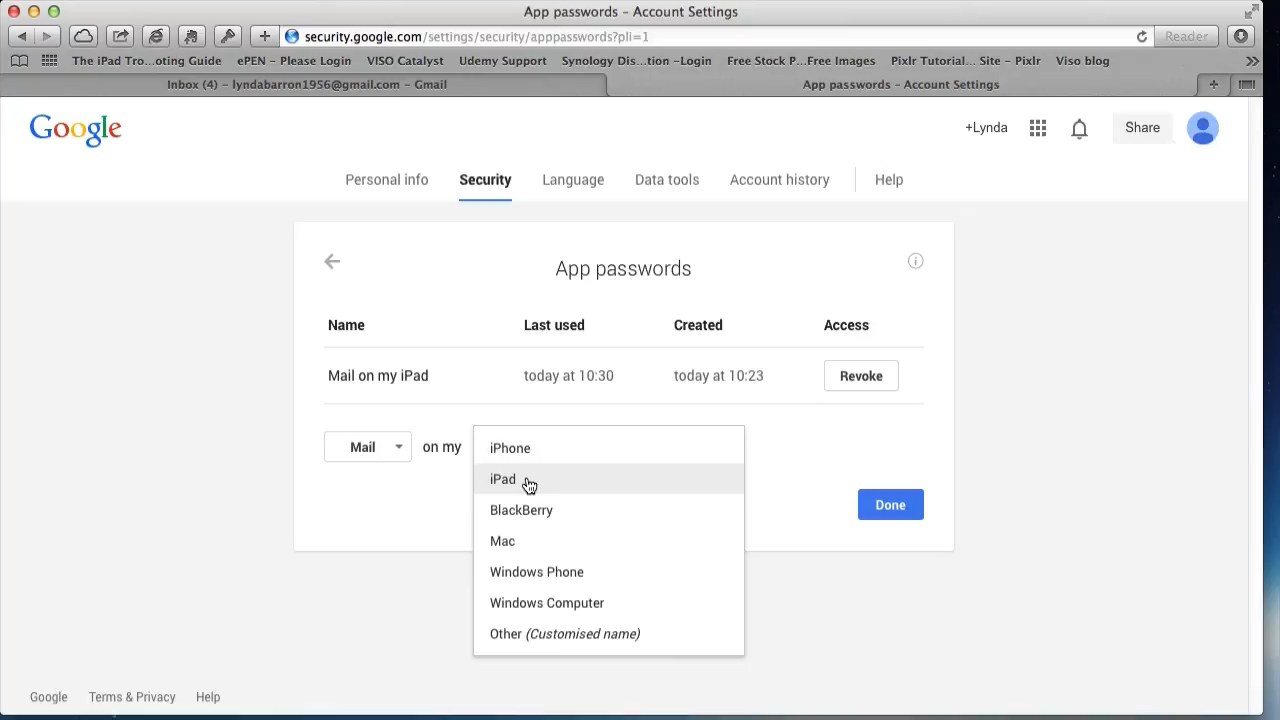 App passwords - Account Settings
security.google.com/settings/security/apppasswords?pli=1
Reader
The iPad Tro...oting Guide
ePEN - Please Login
VISO Catalyst
Udemy Support
Synology Dis...tion -Login
Free Stock P...Free Images
Pixlr Tutorial... Site - Pixlr
Viso blog
Inbox (4) - lyndabarron1956@gmail.com - Gmail
App passwords - Account Settings
Google
+Lynda
Share
Personal info
Security
Language
Data tools
Account history
Help
App passwords
Name Last used Created Access
Mail on my iPad today at 10:30 today at 10:23 Revoke
Mail on my
iPhone
iPad
BlackBerry
Mac
Windows Phone
Windows Computer
Other (Customised name)
Done
Google Terms & Privacy Help